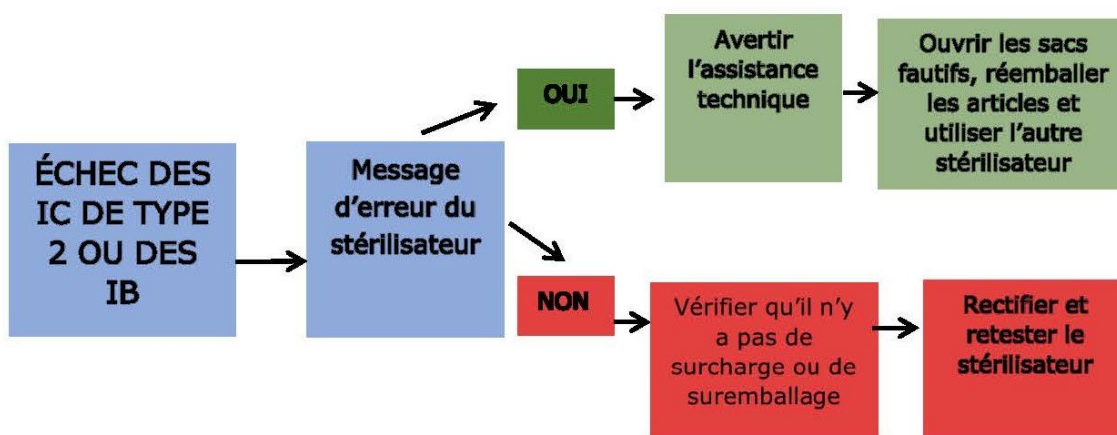 ÉCHEC DES
IC DE TYPE
2 OU DES
IB
Message
d'erreur du
stérilisateur
OUI
Avertir
l'assistance
technique
Ouvrir les sacs
fautifs, réemballer
les articles et
utiliser l'autre
stérilisateur
NON
Vérifier qu'il n'y
a pas de
surcharge ou de
suremballage
Rectifier et
retester le
stérilisateur